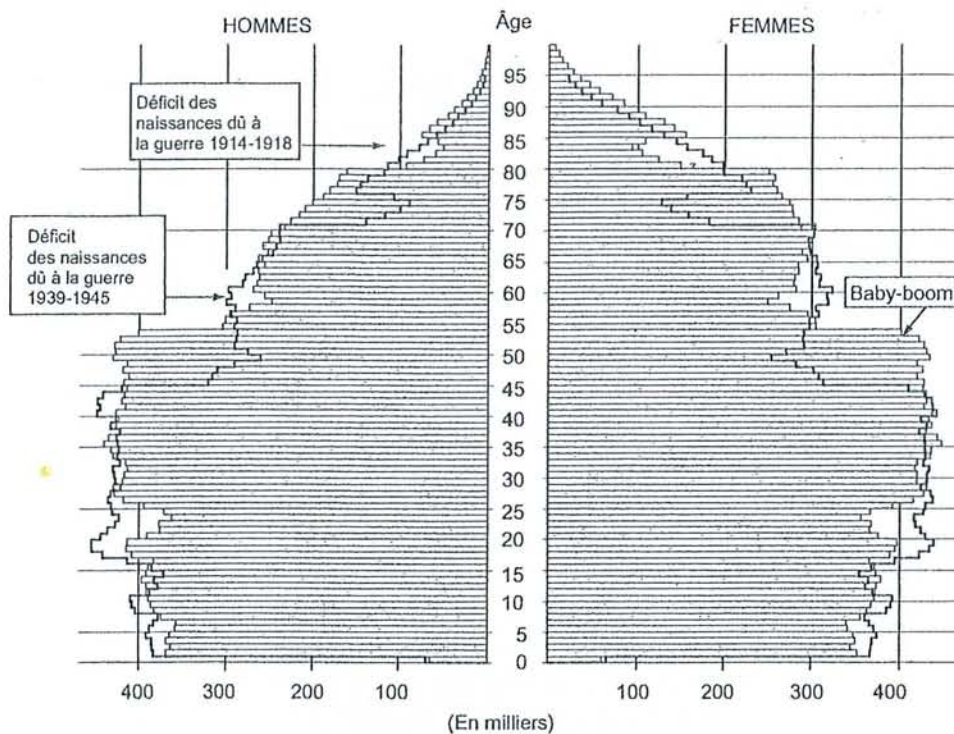 HOMMES
Âge
FEMMES
Déficit des
naissances dû à
la guerre 1914-1918
Déficit
des naissances
dû à la guerre
1939-1945
Baby-boom
95
90
85
80
75
70
65
60
55
50
45
40
35
30
25
20
15
10
5
0
400 300 200 100
100 200 300 400
(En milliers)